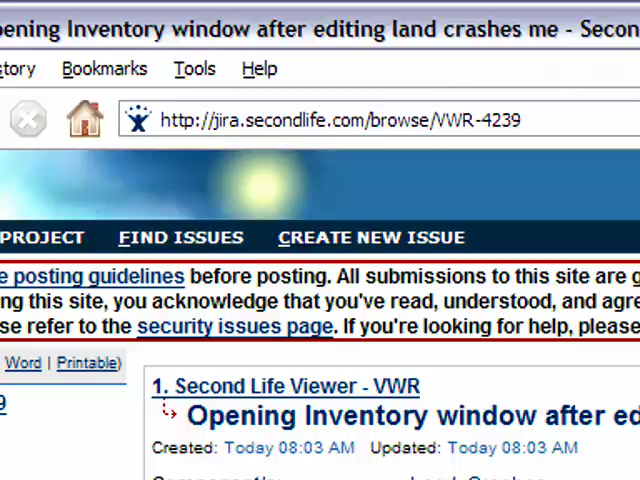 pening Inventory window after editing land crashes me - Secon
story Bookmarks Tools Help
http://jira.secondlife.com/browse/VWR-4239
PROJECT FIND ISSUES CREATE NEW ISSUE
e posting guidelines before posting. All submissions to this site are g
ing this site, you acknowledge that you've read, understood, and agre
se refer to the security issues page. If you're looking for help, please
Word | Printable)
9
1. Second Life Viewer - VWR
Opening Inventory window after ed
Created: Today 08:03 AM Updated: Today 08:03 AM